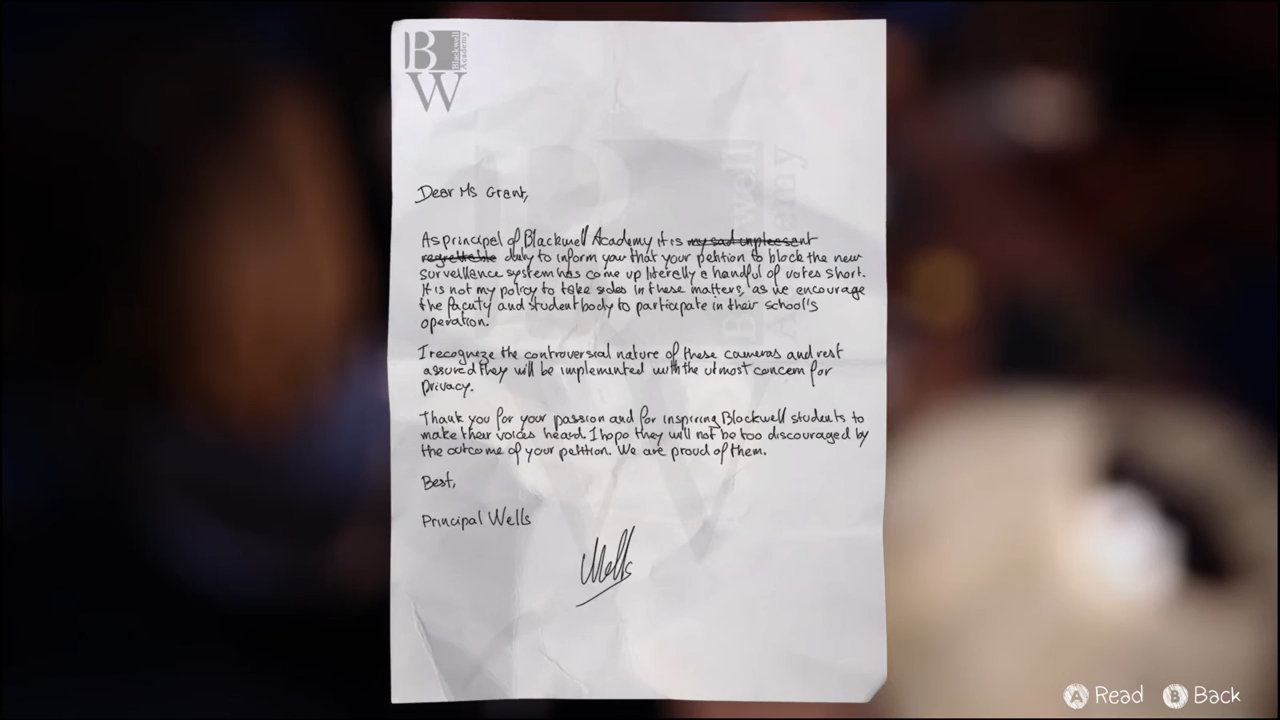 BW
Blackwell
Academy
Dear Ms Grant,
As principal of Blackwell Academy it is my sad unpleesent
regrettable duty to inform you that your petition to block the new
surveillance system has come up literally a handful of votes short.
It is not my policy to take sides in these matters, as we encourage
the facuty and student body to participate in their school's
operation.
I recogneze the controversial nature of these cameras and rest
assured they will be implemented with the utmost concern for
privacy.
Thank you for your passion and for inspiring Blackwell students to
make their voices heard. I hope they will not be too discouraged by
the outcome of your petition. We are proud of them.
Best,
Principal Wells
Wells
A Read B Back